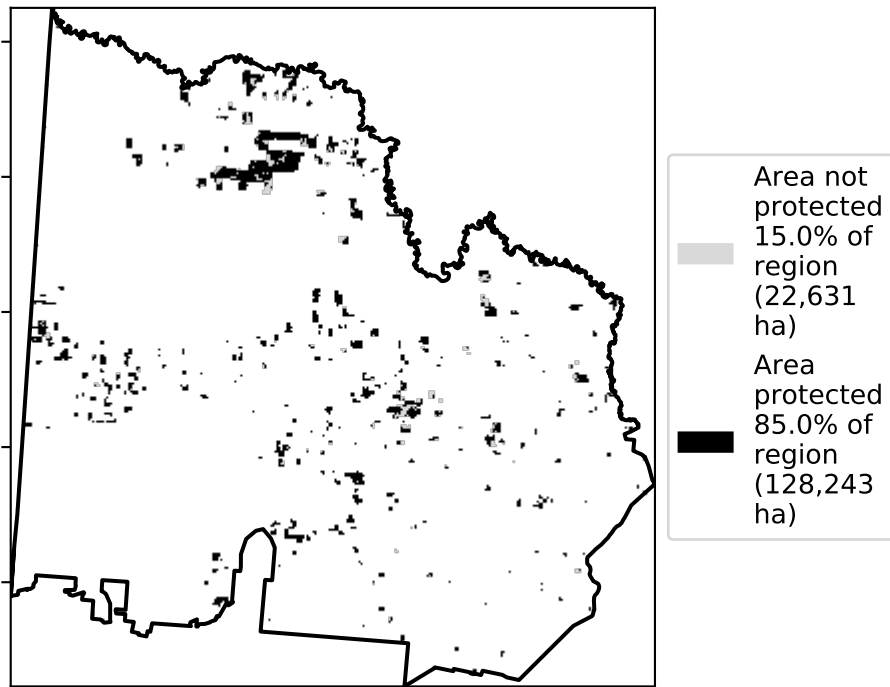 Area not
protected
15.0% of
region
(22,631
ha)
Area
protected
85.0% of
region
(128,243
ha)